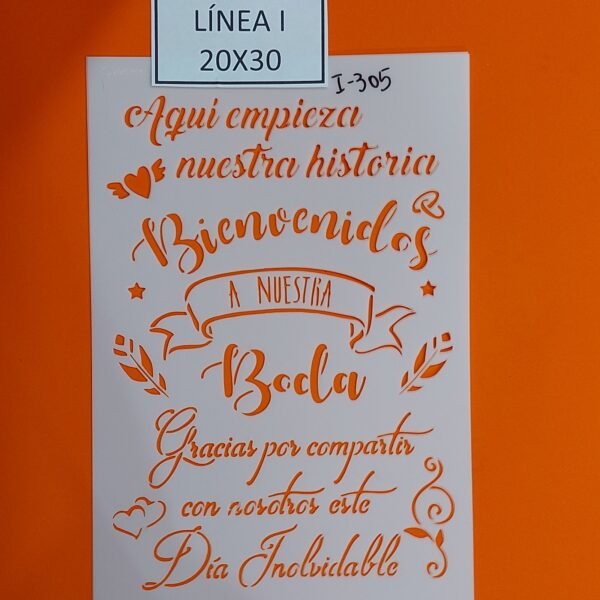 LÍNEA I
20X30
I-305
Aquí empieza
nuestra historia
Bienvenidos
A NUESTRA
Boda
Gracias por compartir
con nosotros este
Día Inolvidable